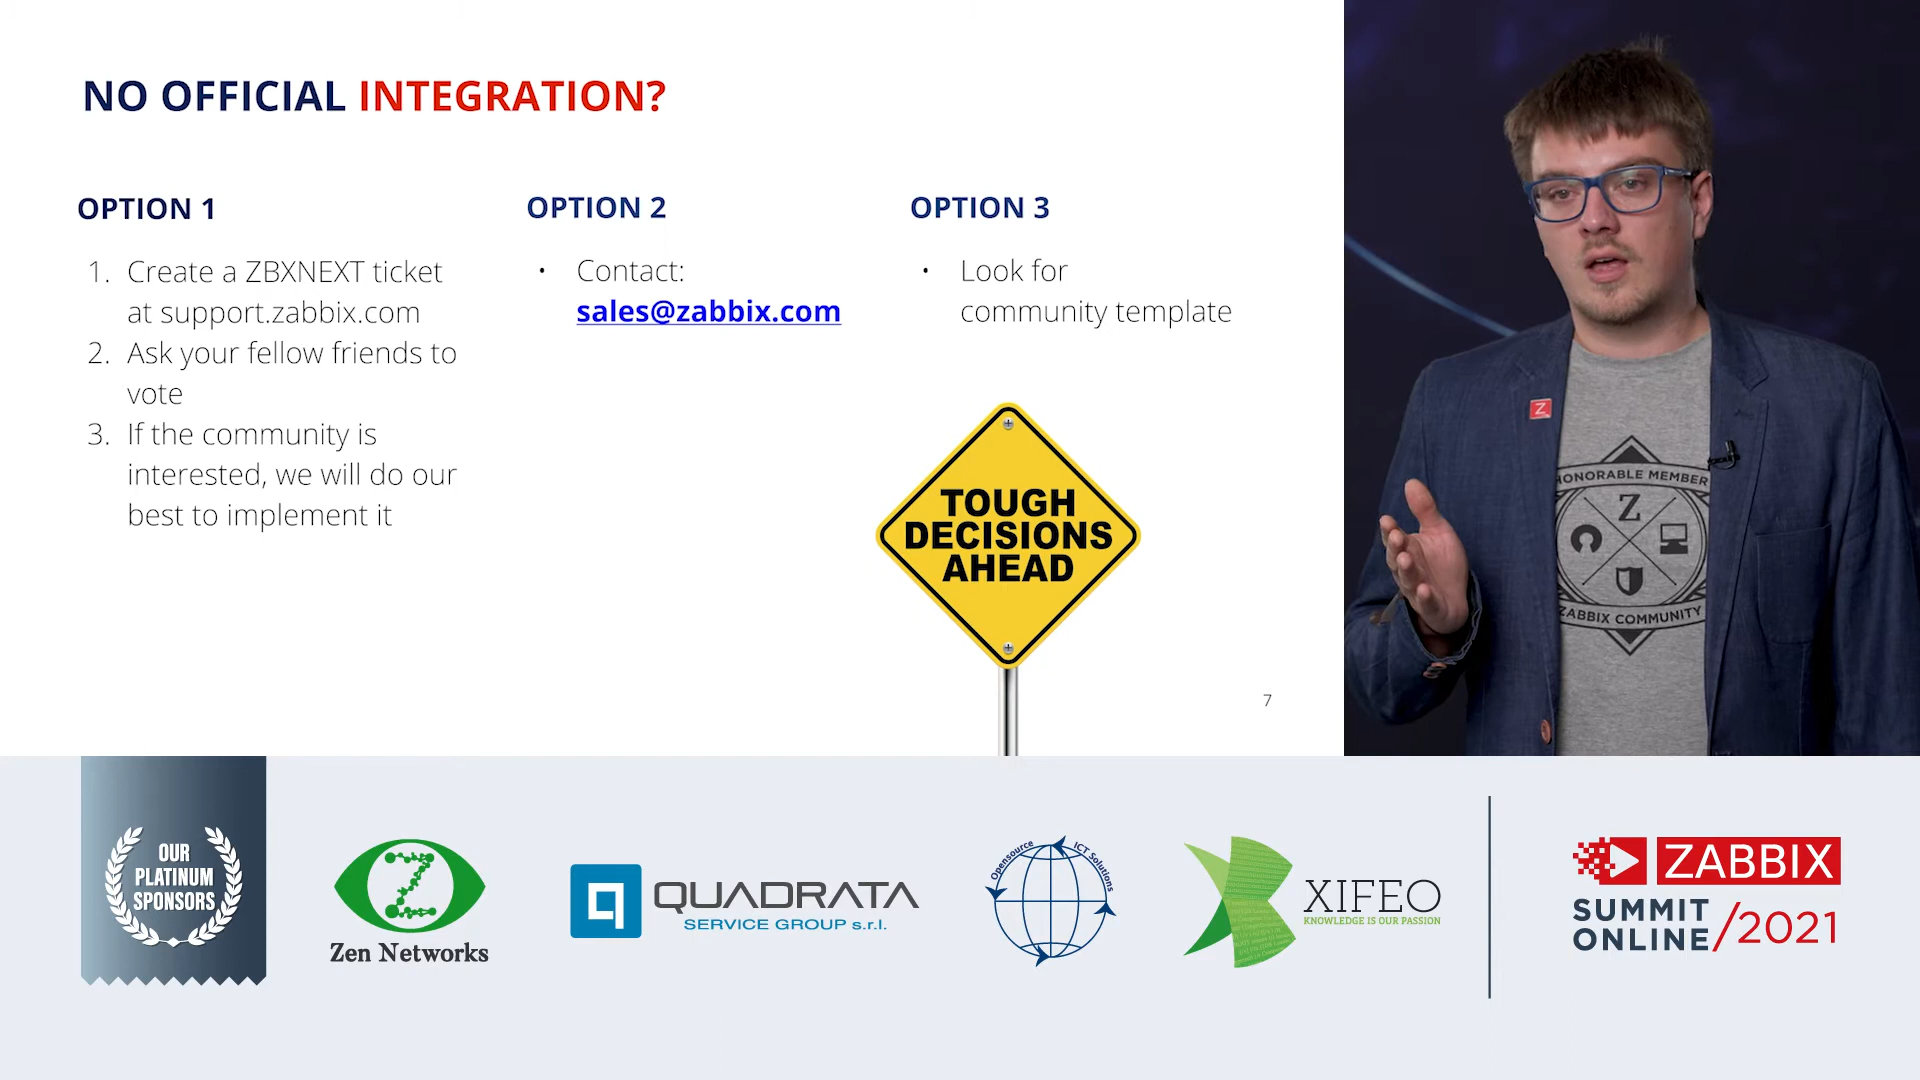 NO OFFICIAL INTEGRATION?
OPTION 1
1. Create a ZBXNEXT ticket
at support.zabbix.com
2. Ask your fellow friends to
vote
3. If the community is
interested, we will do our
best to implement it
OPTION 2
• Contact:
sales@zabbix.com
OPTION 3
• Look for
community template
TOUGH
DECISIONS
AHEAD
7
Z
HONORABLE MEMBER
Z
ZABBIX COMMUNITY
OUR
PLATINUM
SPONSORS
Zen Networks
QUADRATA
SERVICE GROUP s.r.l.
Opensource ICT Solutions
XIFEO
KNOWLEDGE IS OUR PASSION
ZABBIX
SUMMIT
ONLINE /2021